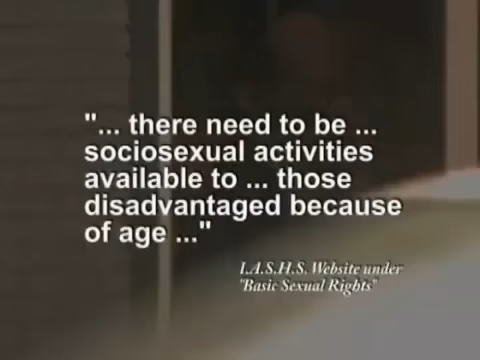 "... there need to be ...
sociosexual activities
available to ... those
disadvantaged because
of age ..."
I.A.S.H.S. Website under
"Basic Sexual Rights"